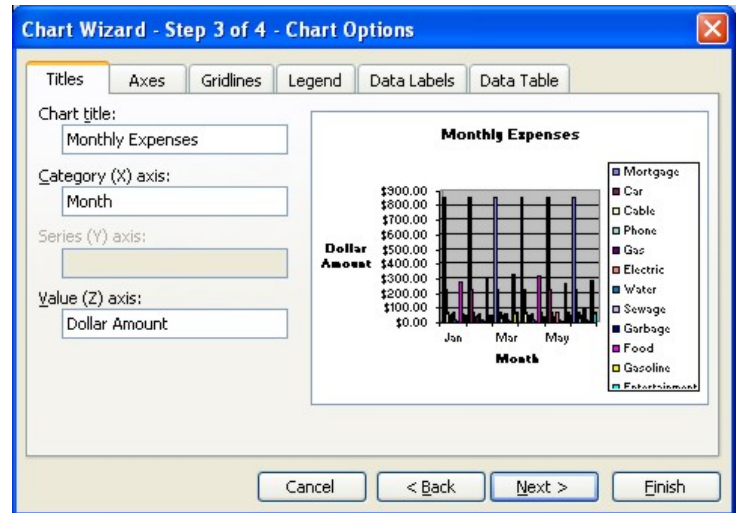 Chart Wizard - Step 3 of 4 - Chart Options
Titles Axes Gridlines Legend Data Labels Data Table
Chart title:
Monthly Expenses
Category (X) axis:
Month
Series (Y) axis:
Value (Z) axis:
Dollar Amount
Monthly Expenses
$900.00
$800.00
$700.00
$600.00
$500.00
$400.00
$300.00
$200.00
$100.00
$0.00
Dollar
Amount
Jan Mar May
Month
Mortgage
Car
Cable
Phone
Gas
Electric
Water
Sewage
Garbage
Food
Gasoline
Entertainment
Cancel < Back Next > Finish